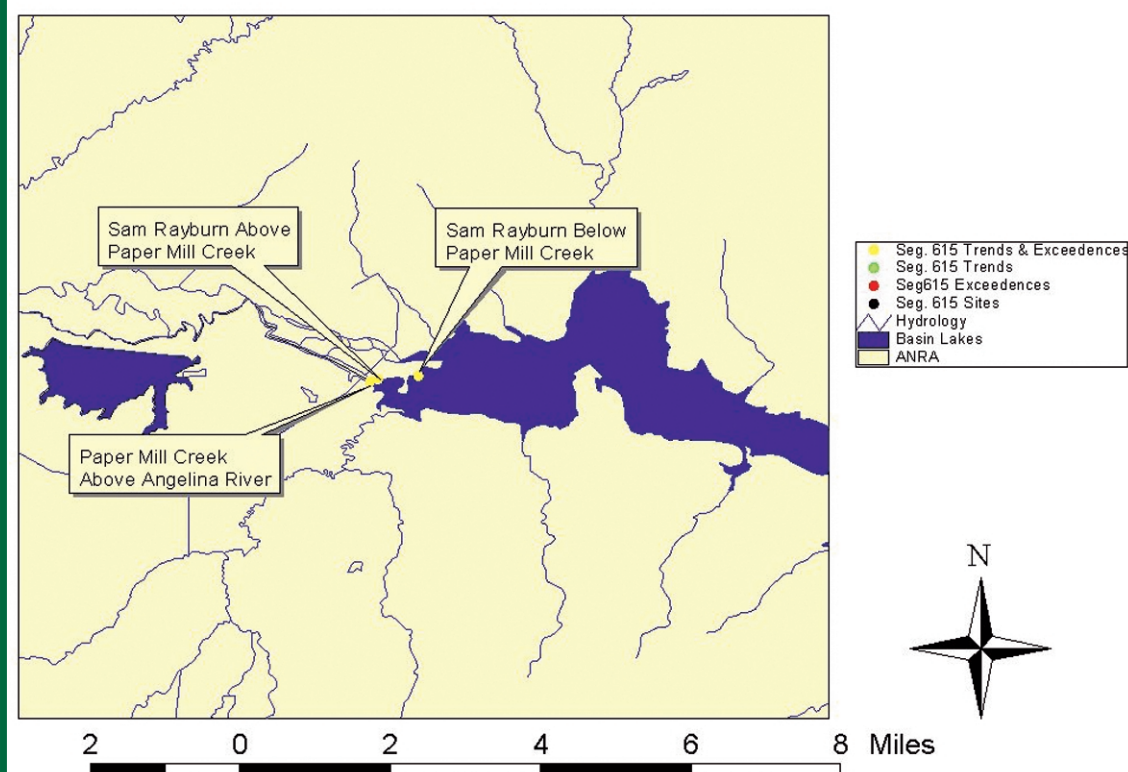 Sam Rayburn Above
Paper Mill Creek
Sam Rayburn Below
Paper Mill Creek
Paper Mill Creek
Above Angelina River
Seg. 615 Trends & Exceedences
Seg. 615 Trends
Seg615 Exceedences
Seg. 615 Sites
Hydrology
Basin Lakes
ANRA
N
2 0 2 4 6 8 Miles